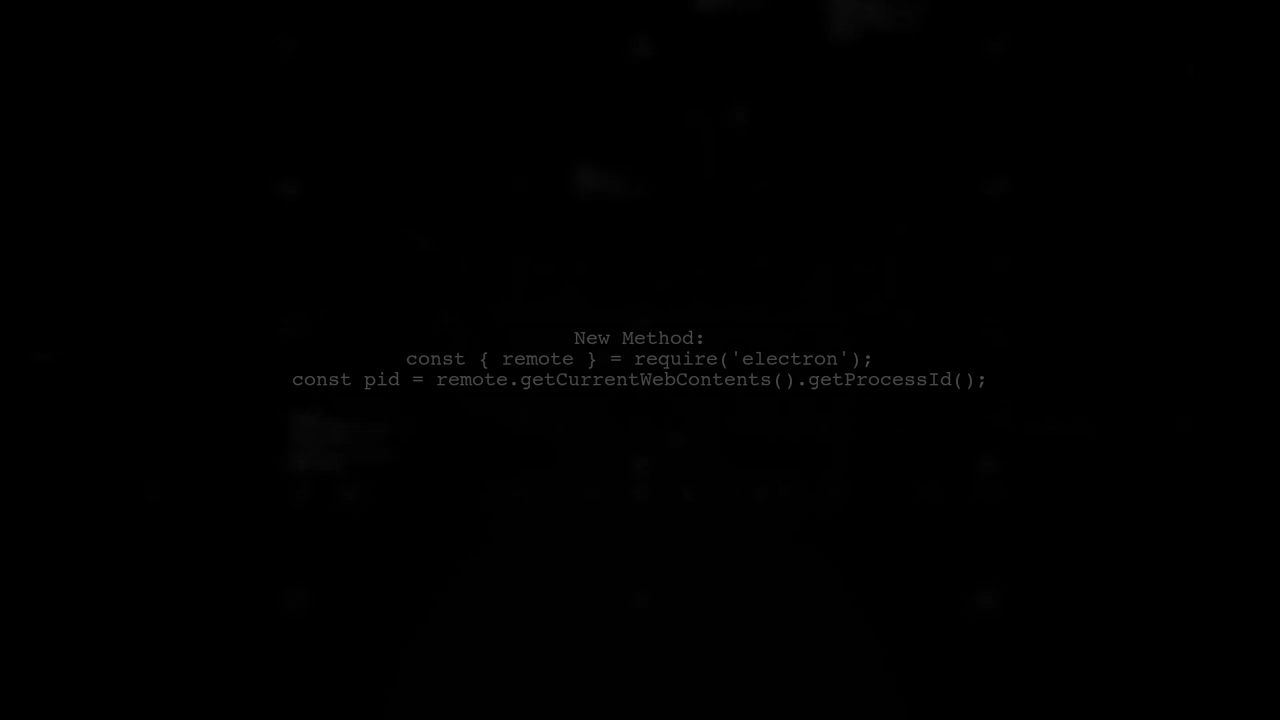 New Method:
const { remote } = require('electron');
const pid = remote.getCurrentWebContents().getProcessId();